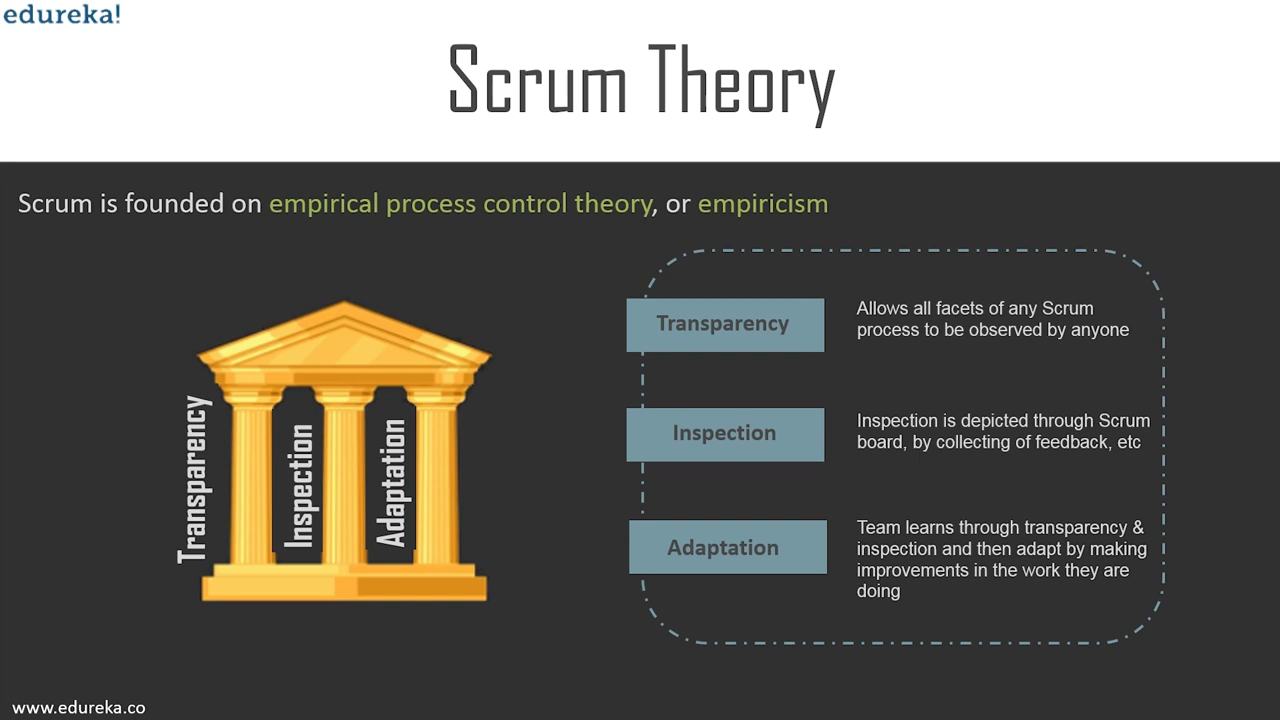 edureka!
Scrum Theory
Scrum is founded on empirical process control theory, or empiricism
Transparency
Inspection
Adaptation
Transparency
Allows all facets of any Scrum
process to be observed by anyone
Inspection
Inspection is depicted through Scrum
board, by collecting of feedback, etc
Adaptation
Team learns through transparency &
inspection and then adapt by making
improvements in the work they are
doing
www.edureka.co